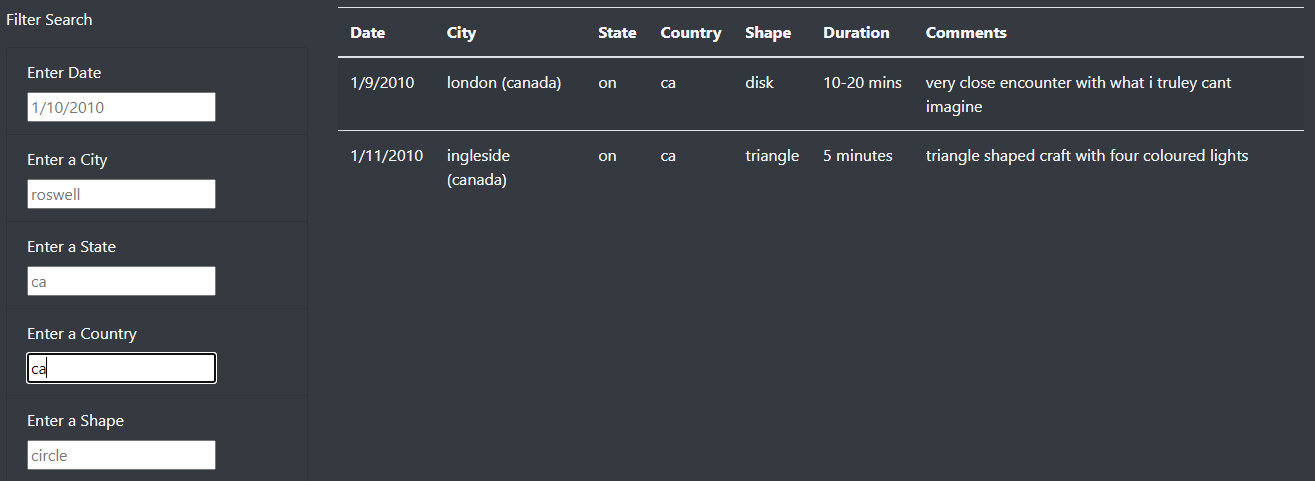 Filter Search
Enter Date
1/10/2010
Enter a City
roswell
Enter a State
ca
Enter a Country
ca
Enter a Shape
circle
Date City State Country Shape Duration Comments
1/9/2010 london (canada) on ca disk 10-20 mins very close encounter with what i truley cant
imagine
1/11/2010 ingleside on ca triangle 5 minutes triangle shaped craft with four coloured lights
(canada)